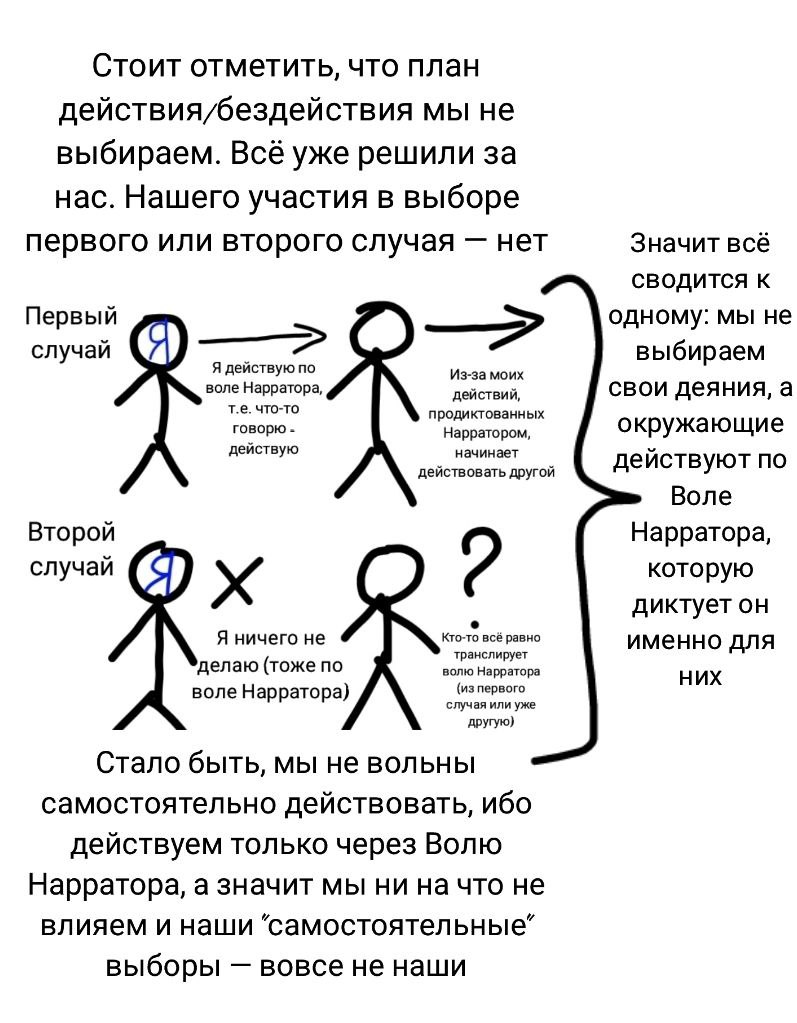 Стоит отметить, что план
действия/бездействия мы не
выбираем. Всё уже решили за
нас. Нашего участия в выборе
первого или второго случая — нет
Первый
случай
Я
Я действую по
воле Нарратора,
т.е. что-то
говорю -
действую
Из-за моих
действий,
продиктованных
Нарратором,
начинает
действовать другой
Второй
случай
Я
Я ничего не
делаю (тоже по
воле Нарратора)
?
Кто-то всё равно
транслирует
волю Нарратора
(из первого
случая или уже
другую)
Значит всё
сводится к
одному: мы не
выбираем
свои деяния, а
окружающие
действуют по
Воле
Нарратора,
которую
диктует он
именно для
них
Стало быть, мы не вольны
самостоятельно действовать, ибо
действуем только через Волю
Нарратора, а значит мы ни на что не
влияем и наши "самостоятельные"
выборы — вовсе не наши